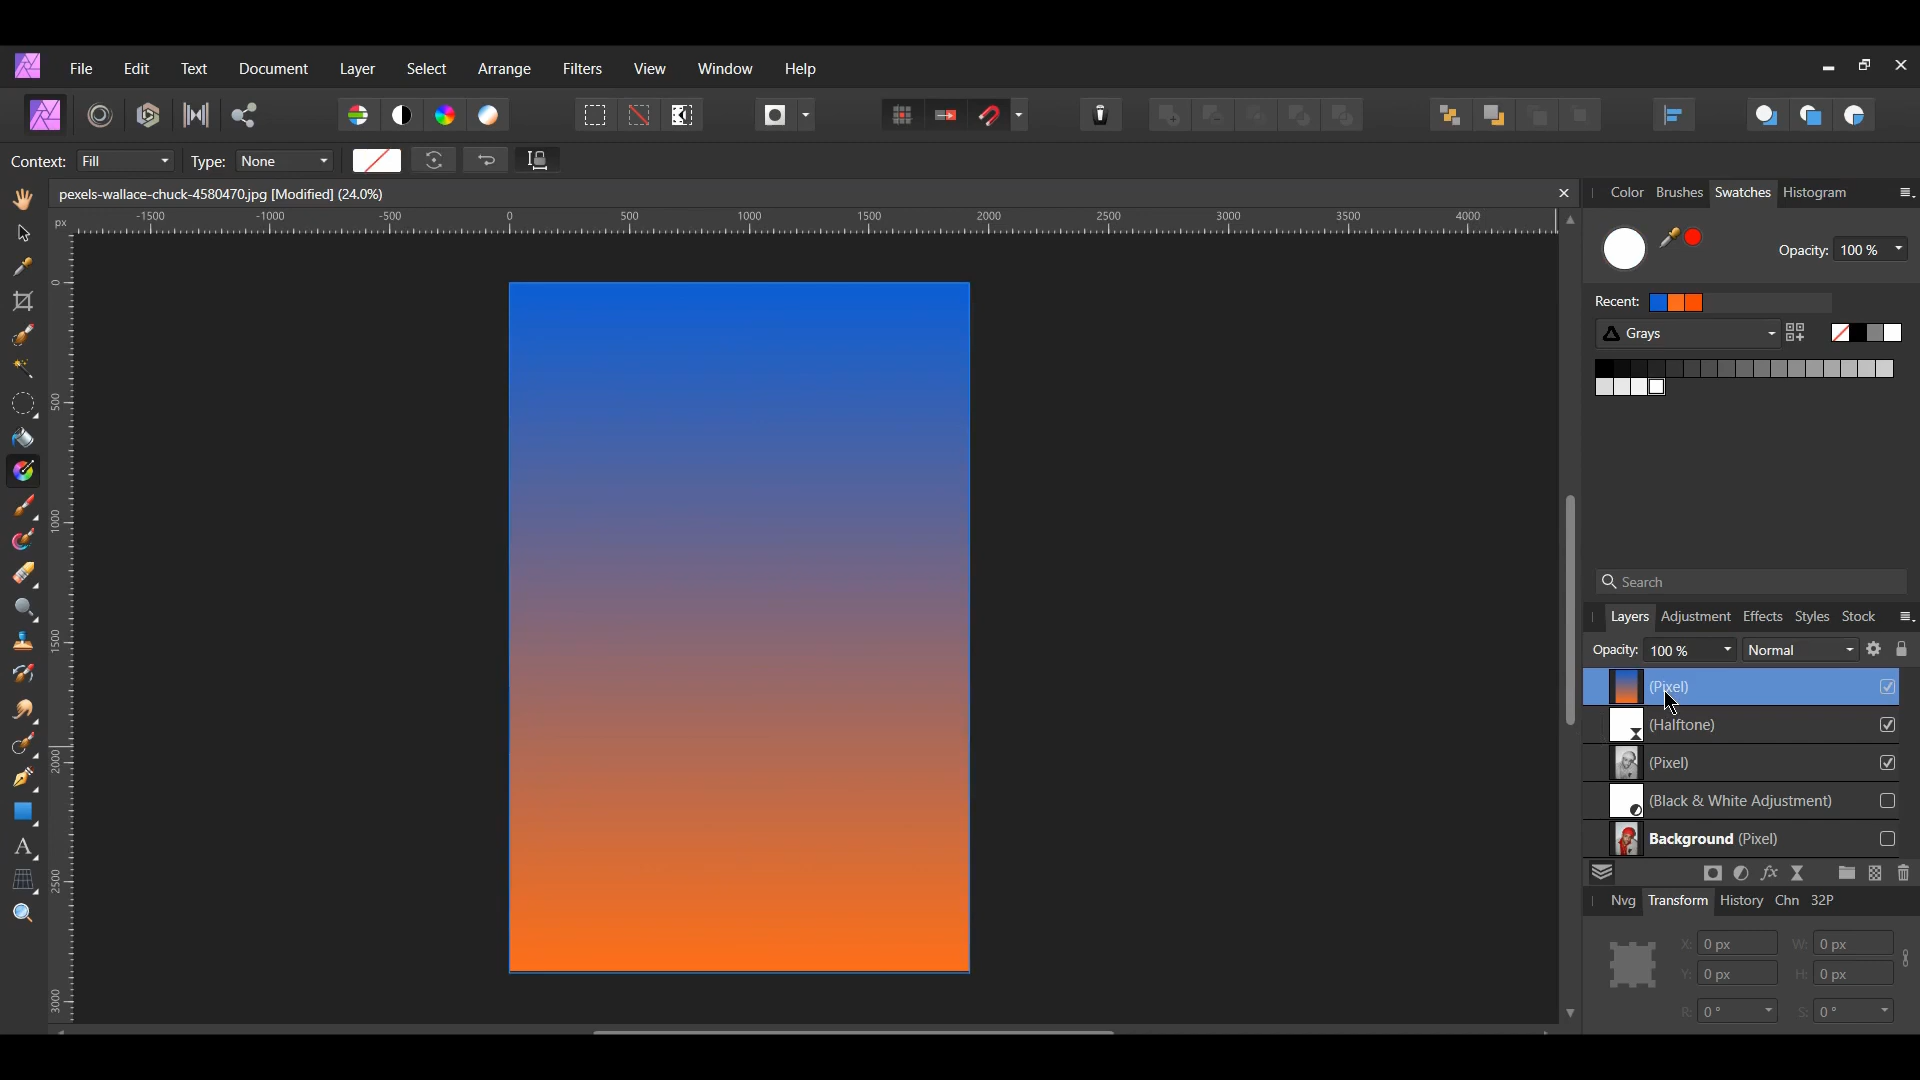 File Edit Text Document Layer Select Arrange Filters View Window Help
Context: Fill Type: None
pexels-wallace-chuck-4580470.jpg [Modified] (24.0%)
Color Brushes Swatches Histogram
px -1500 -1000 -500 0 500 1000 1500 2000 2500 3000 3500 4000
0
500
1000
1500
2000
2500
3000
Opacity: 100 %
Recent:
Grays
Search
Layers Adjustment Effects Styles Stock
Opacity: 100 % Normal
(Pixel)
(Halftone)
(Pixel)
(Black & White Adjustment)
Background (Pixel)
Nvg Transform History Chn 32P
X: 0 px W: 0 px
Y: 0 px H: 0 px
R: 0 ° S: 0 °